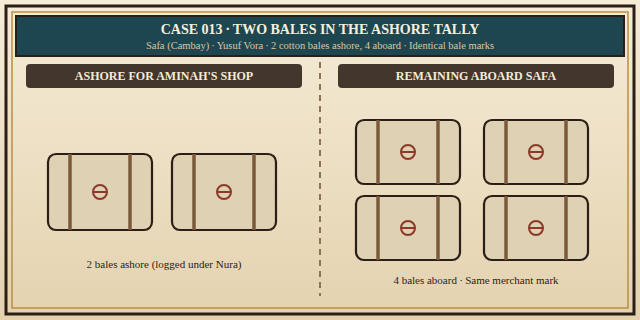 CASE 013 · TWO BALES IN THE ASHORE TALLY
Safa (Cambay) · Yusuf Vora · 2 cotton bales ashore, 4 aboard · Identical bale marks
ASHORE FOR AMINAH'S SHOP
REMAINING ABOARD SAFA
2 bales ashore (logged under Nura)
4 bales aboard · Same merchant mark